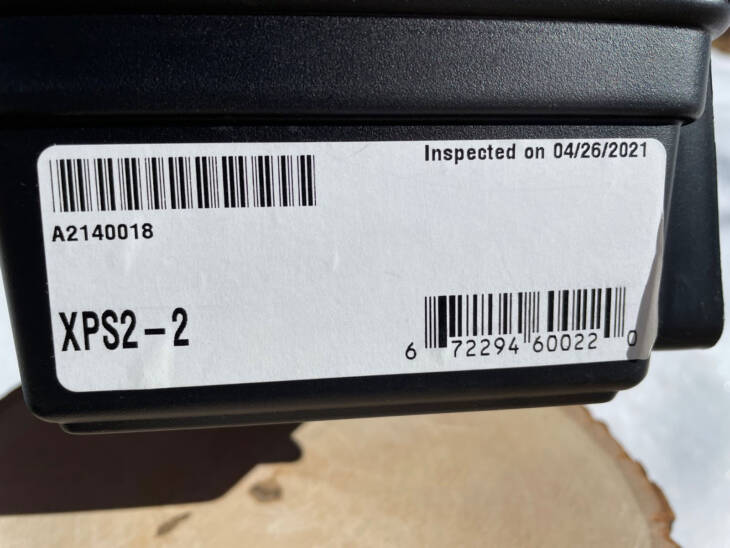 Inspected on 04/26/2021
A2140018
XPS2-2
6 72294 60022 0